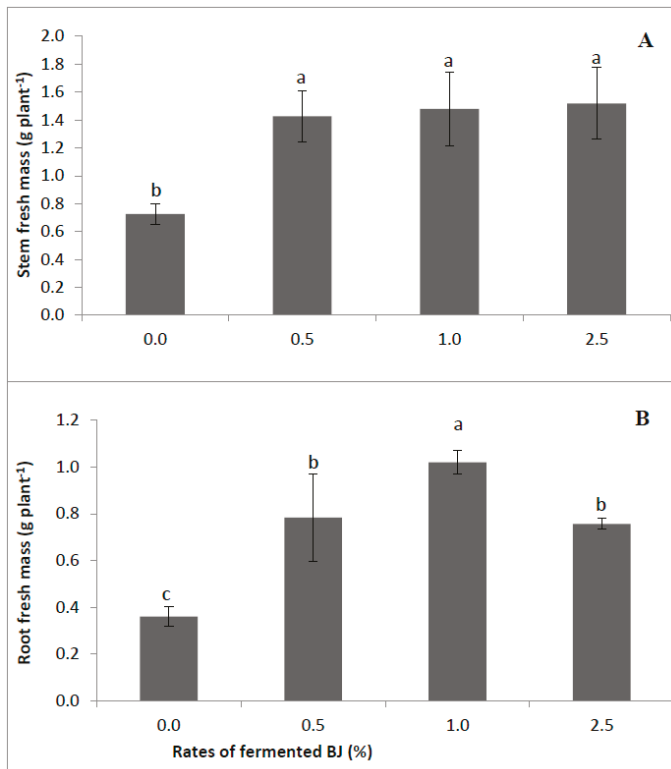 A
Stem fresh mass (g plant⁻¹)
2.0
1.8
1.6
1.4
1.2
1.0
0.8
0.6
0.4
0.2
0.0
b
a
a
a
0.0 0.5 1.0 2.5
B
Root fresh mass (g plant⁻¹)
1.2
1.0
0.8
0.6
0.4
0.2
0.0
c
b
a
b
0.0 0.5 1.0 2.5
Rates of fermented BJ (%)